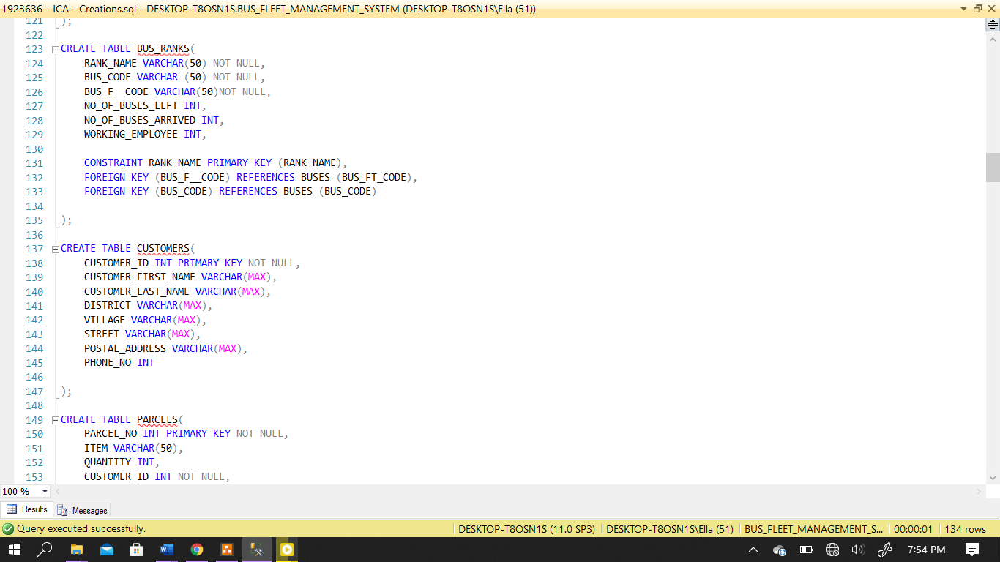 1923636 - ICA - Creations.sql - DESKTOP-T8OSN1S.BUS_FLEET_MANAGEMENT_SYSTEM (DESKTOP-T8OSN1S\Ella (51))
121 );
122
123 CREATE TABLE BUS_RANKS(
124 RANK_NAME VARCHAR(50) NOT NULL,
125 BUS_CODE VARCHAR (50) NOT NULL,
126 BUS_F__CODE VARCHAR(50)NOT NULL,
127 NO_OF_BUSES_LEFT INT,
128 NO_OF_BUSES_ARRIVED INT,
129 WORKING_EMPLOYEE INT,
130
131 CONSTRAINT RANK_NAME PRIMARY KEY (RANK_NAME),
132 FOREIGN KEY (BUS_F__CODE) REFERENCES BUSES (BUS_FT_CODE),
133 FOREIGN KEY (BUS_CODE) REFERENCES BUSES (BUS_CODE)
134
135 );
136
137 CREATE TABLE CUSTOMERS(
138 CUSTOMER_ID INT PRIMARY KEY NOT NULL,
139 CUSTOMER_FIRST_NAME VARCHAR(MAX),
140 CUSTOMER_LAST_NAME VARCHAR(MAX),
141 DISTRICT VARCHAR(MAX),
142 VILLAGE VARCHAR(MAX),
143 STREET VARCHAR(MAX),
144 POSTAL_ADDRESS VARCHAR(MAX),
145 PHONE_NO INT
146
147 );
148
149 CREATE TABLE PARCELS(
150 PARCEL_NO INT PRIMARY KEY NOT NULL,
151 ITEM VARCHAR(50),
152 QUANTITY INT,
153 CUSTOMER_ID INT NOT NULL,
100 %
Results Messages
Query executed successfully. DESKTOP-T8OSN1S (11.0 SP3) DESKTOP-T8OSN1S\Ella (51) BUS_FLEET_MANAGEMENT_S... 00:00:01 134 rows
7:54 PM